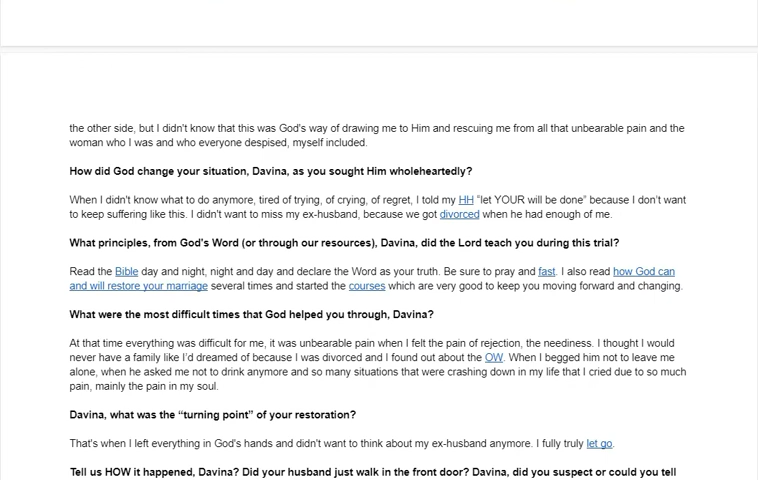 the other side, but I didn't know that this was God's way of drawing me to Him and rescuing me from all that unbearable pain and the
woman who I was and who everyone despised, myself included.
How did God change your situation, Davina, as you sought Him wholeheartedly?
When I didn't know what to do anymore, tired of trying, of crying, of regret, I told my HH “let YOUR will be done” because I don’t want
to keep suffering like this. I didn't want to miss my ex-husband, because we got divorced when he had enough of me.
What principles, from God's Word (or through our resources), Davina, did the Lord teach you during this trial?
Read the Bible day and night, night and day and declare the Word as your truth. Be sure to pray and fast. I also read how God can
and will restore your marriage several times and started the courses which are very good to keep you moving forward and changing.
What were the most difficult times that God helped you through, Davina?
At that time everything was difficult for me, it was unbearable pain when I felt the pain of rejection, the neediness. I thought I would
never have a family like I’d dreamed of because I was divorced and I found out about the OW. When I begged him not to leave me
alone, when he asked me not to drink anymore and so many situations that were crashing down in my life that I cried due to so much
pain, mainly the pain in my soul.
Davina, what was the “turning point” of your restoration?
That's when I left everything in God's hands and didn't want to think about my ex-husband anymore. I fully truly let go.
Tell us HOW it happened, Davina? Did your husband just walk in the front door? Davina, did you suspect or could you tell